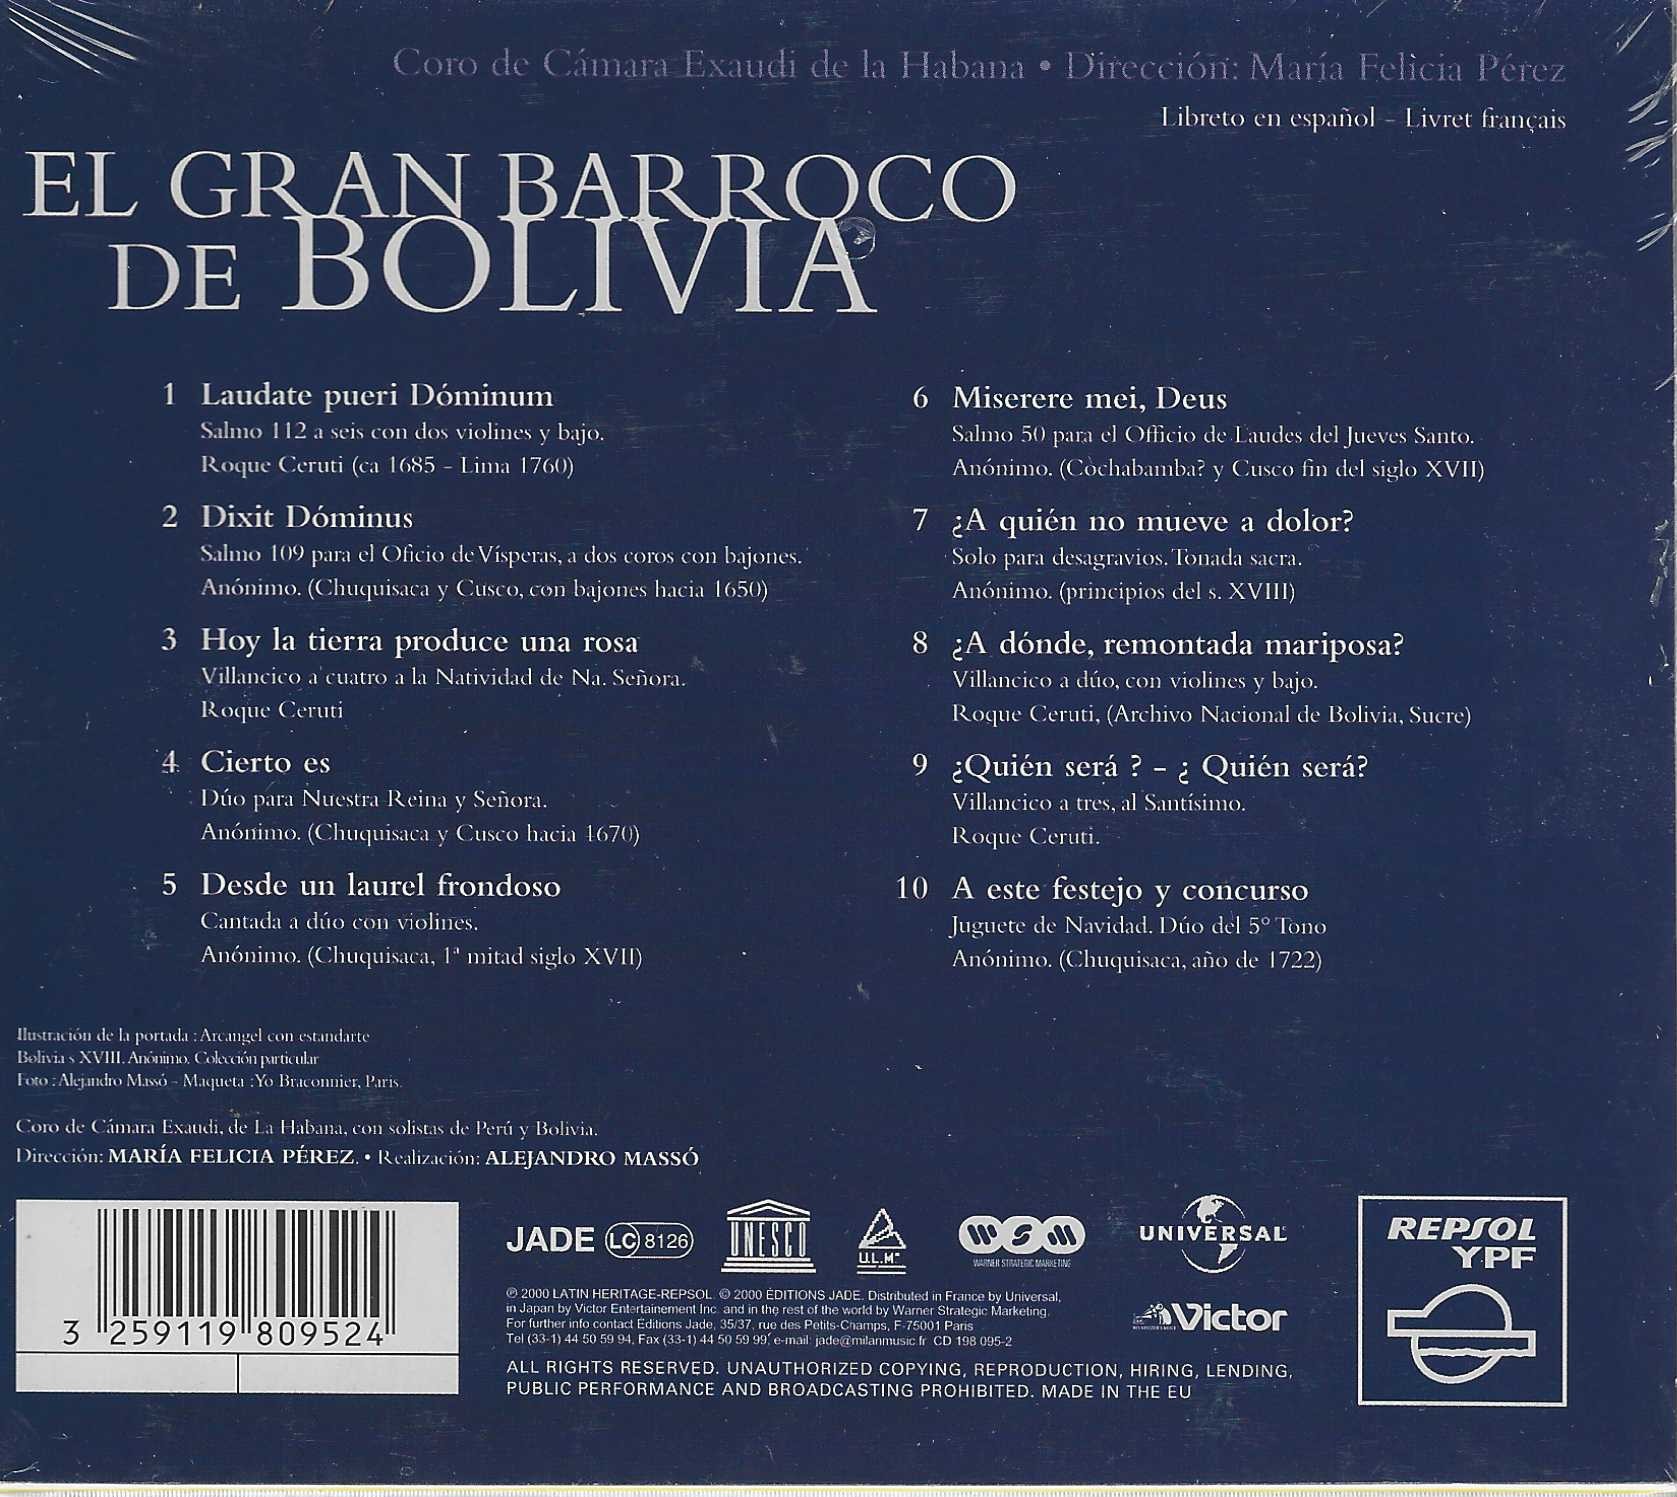 Coro de Cámara Exaudi de la Habana • Dirección: María Felicia Pérez
Libreto en español - Livret français
EL GRAN BARROCO
DE BOLIVIA
1 Laudate pueri Dóminum
Salmo 112 a seis con dos violines y bajo.
Roque Ceruti (ca 1685 - Lima 1760)
2 Dixit Dóminus
Salmo 109 para el Oficio de Vísperas, a dos coros con bajones.
Anónimo. (Chuquisaca y Cusco, con bajones hacia 1650)
3 Hoy la tierra produce una rosa
Villancico a cuatro a la Natividad de Na. Señora.
Roque Ceruti
4 Cierto es
Dúo para Nuestra Reina y Señora.
Anónimo. (Chuquisaca y Cusco hacia 1670)
5 Desde un laurel frondoso
Cantada a dúo con violines.
Anónimo. (Chuquisaca, 1ª mitad siglo XVII)
6 Miserere mei, Deus
Salmo 50 para el Officio de Laudes del Jueves Santo.
Anónimo. (Cochabamba? y Cusco fin del siglo XVII)
7 ¿A quién no mueve a dolor?
Solo para desagravios. Tonada sacra.
Anónimo. (principios del s. XVIII)
8 ¿A dónde, remontada mariposa?
Villancico a dúo, con violines y bajo.
Roque Ceruti, (Archivo Nacional de Bolivia, Sucre)
9 ¿Quién será ? - ¿ Quién será?
Villancico a tres, al Santísimo.
Roque Ceruti.
10 A este festejo y concurso
Juguete de Navidad. Dúo del 5º Tono
Anónimo. (Chuquisaca, año de 1722)
Ilustración de la portada : Arcangel con estandarte
Bolivia s XVIII. Anónimo. Colección particular
Foto : Alejandro Massó - Maqueta : Yo Braconnier, Paris.
Coro de Cámara Exaudi, de La Habana, con solistas de Perú y Bolivia.
Dirección: MARÍA FELICIA PÉREZ. • Realización: ALEJANDRO MASSÓ
3 259119 809524
JADE LC 8126
UNESCO
U.L.M.
WSM
WARNER STRATEGIC MARKETING
UNIVERSAL
Victor
REPSOL
YPF
℗ 2000 LATIN HERITAGE-REPSOL. © 2000 ÉDITIONS JADE. Distributed in France by Universal,
in Japan by Victor Entertainement Inc. and in the rest of the world by Warner Strategic Marketing.
For further info contact Éditions Jade, 35/37, rue des Petits-Champs, F-75001 Paris
Tel (33-1) 44 50 59 94, Fax (33-1) 44 50 59 99, e-mail: jade@milanmusic.fr CD 198 095-2
ALL RIGHTS RESERVED. UNAUTHORIZED COPYING, REPRODUCTION, HIRING, LENDING,
PUBLIC PERFORMANCE AND BROADCASTING PROHIBITED. MADE IN THE EU